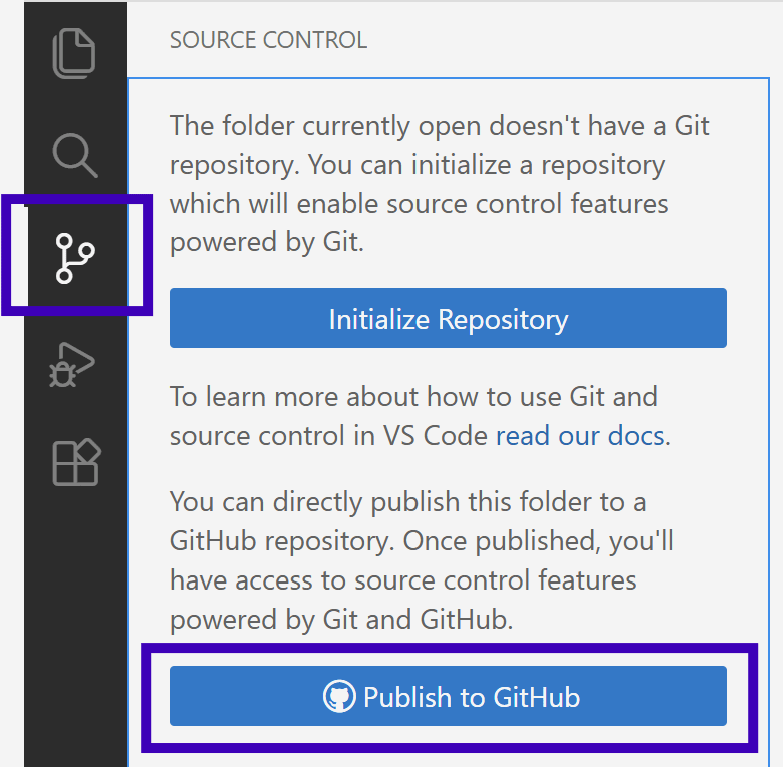 SOURCE CONTROL
The folder currently open doesn't have a Git
repository. You can initialize a repository
which will enable source control features
powered by Git.
Initialize Repository
To learn more about how to use Git and
source control in VS Code read our docs.
You can directly publish this folder to a
GitHub repository. Once published, you'll
have access to source control features
powered by Git and GitHub.
Publish to GitHub